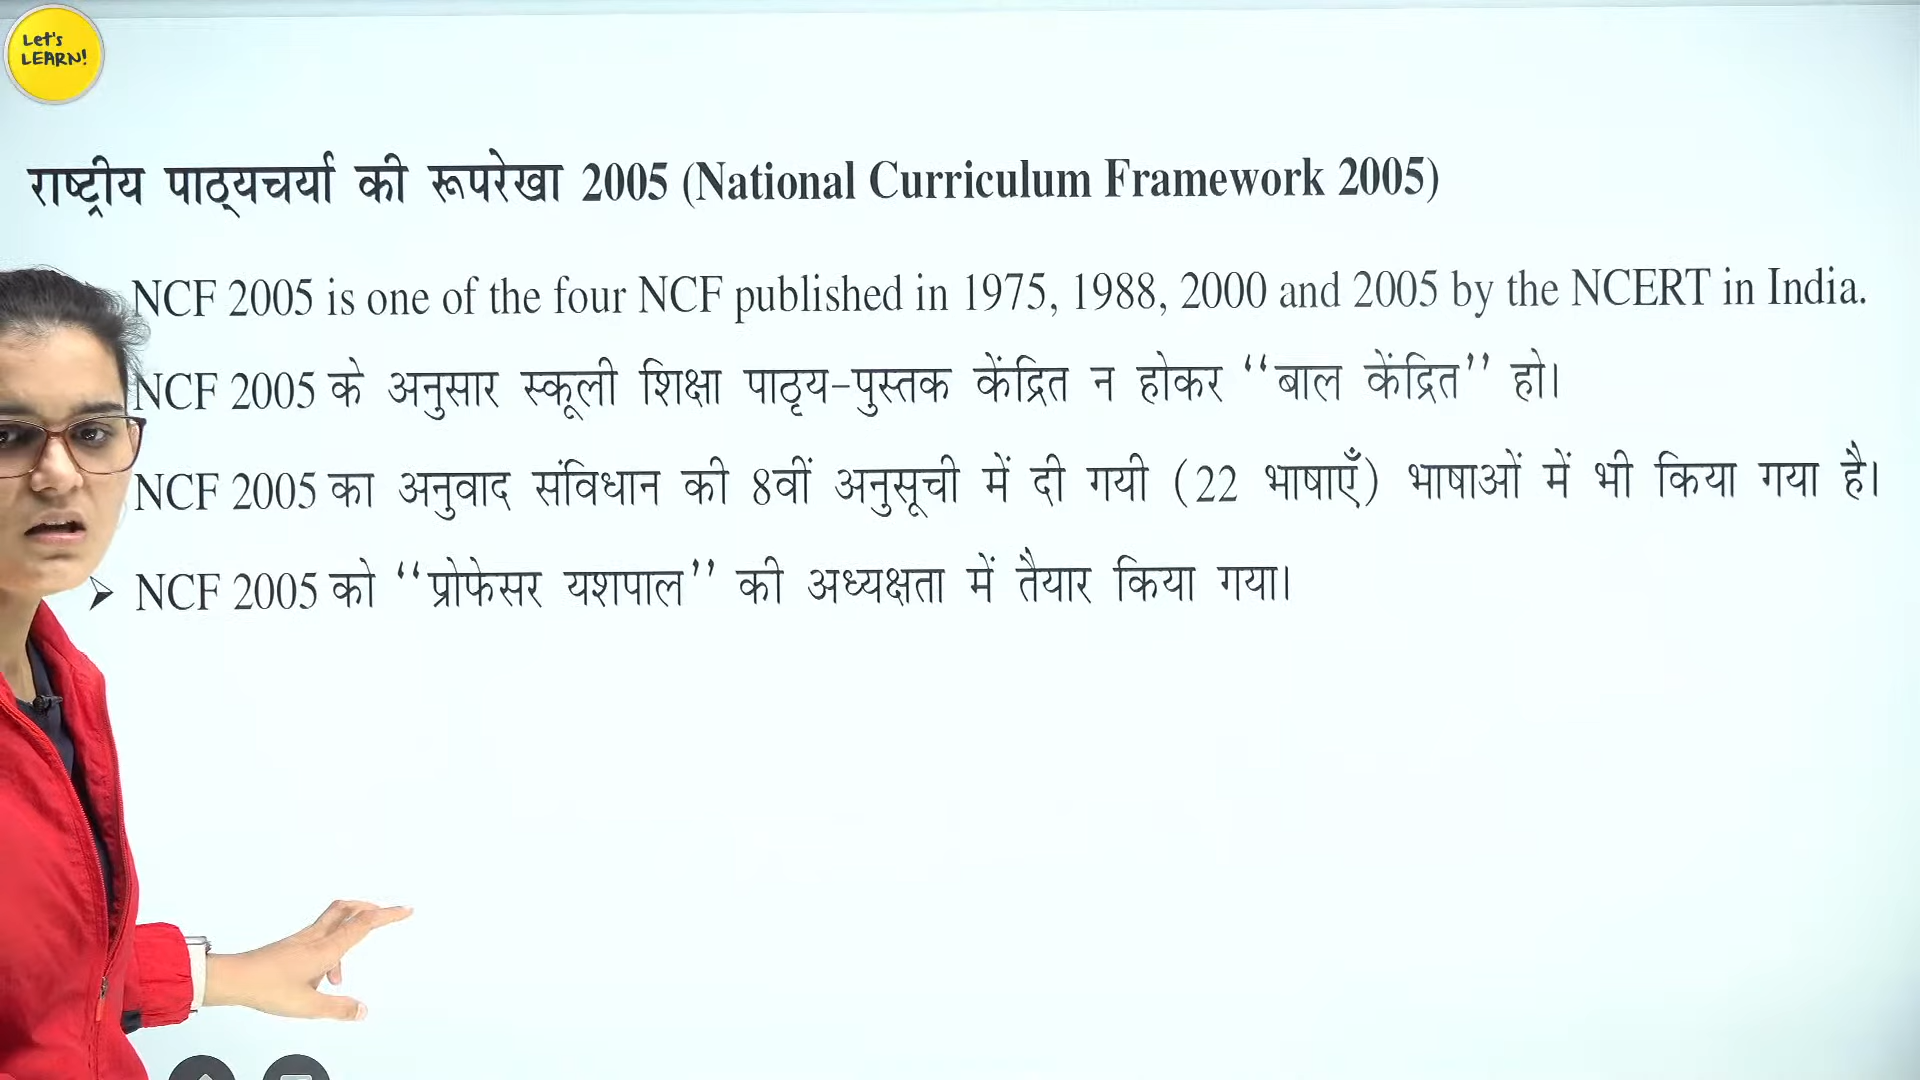 Let's
LEARN!
राष्ट्रीय पाठ्यचर्या की रूपरेखा 2005 (National Curriculum Framework 2005)
NCF 2005 is one of the four NCF published in 1975, 1988, 2000 and 2005 by the NCERT in India.
NCF 2005 के अनुसार स्कूली शिक्षा पाठ्य-पुस्तक केंद्रित न होकर “बाल केंद्रित” हो।
NCF 2005 का अनुवाद संविधान की 8वीं अनुसूची में दी गयी (22 भाषाएँ) भाषाओं में भी किया गया है।
➢ NCF 2005 को “प्रोफेसर यशपाल” की अध्यक्षता में तैयार किया गया।